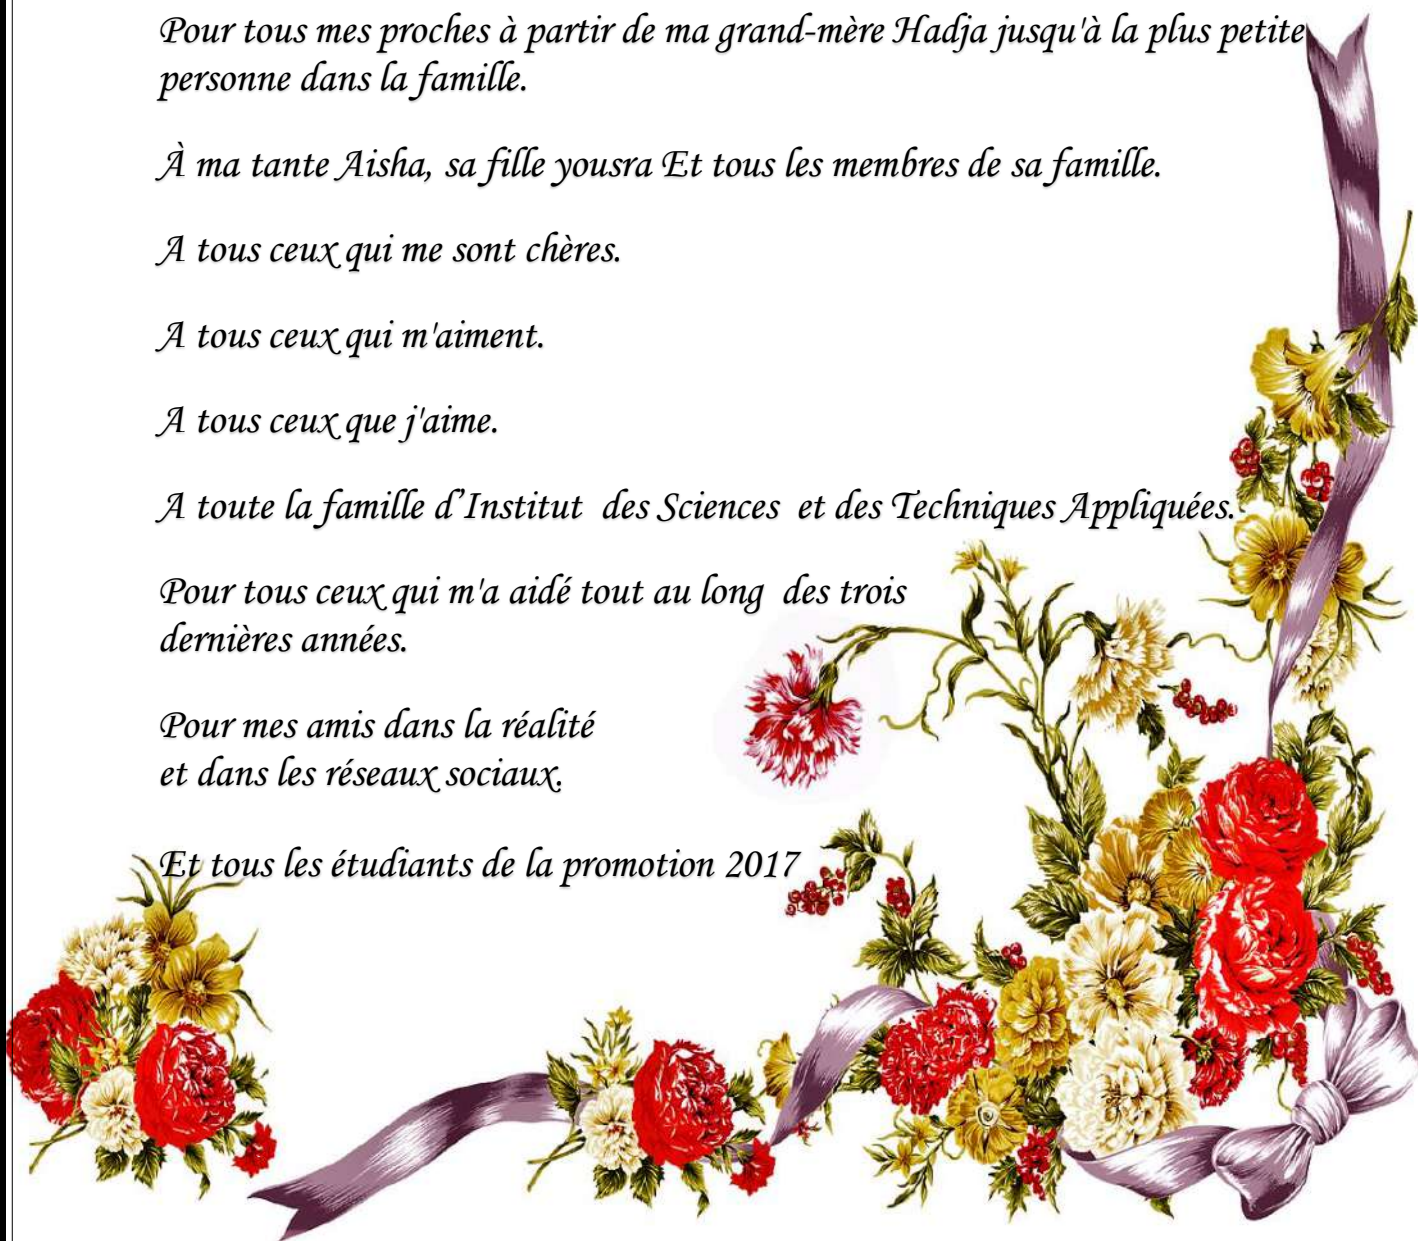 Pour tous mes proches à partir de ma grand-mère Hadja jusqu'à la plus petite
personne dans la famille.
À ma tante Aisha, sa fille yousra Et tous les membres de sa famille.
A tous ceux qui me sont chères.
A tous ceux qui m'aiment.
A tous ceux que j'aime.
A toute la famille d’Institut des Sciences et des Techniques Appliquées.
Pour tous ceux qui m'a aidé tout au long des trois
dernières années.
Pour mes amis dans la réalité
et dans les réseaux sociaux.
Et tous les étudiants de la promotion 2017